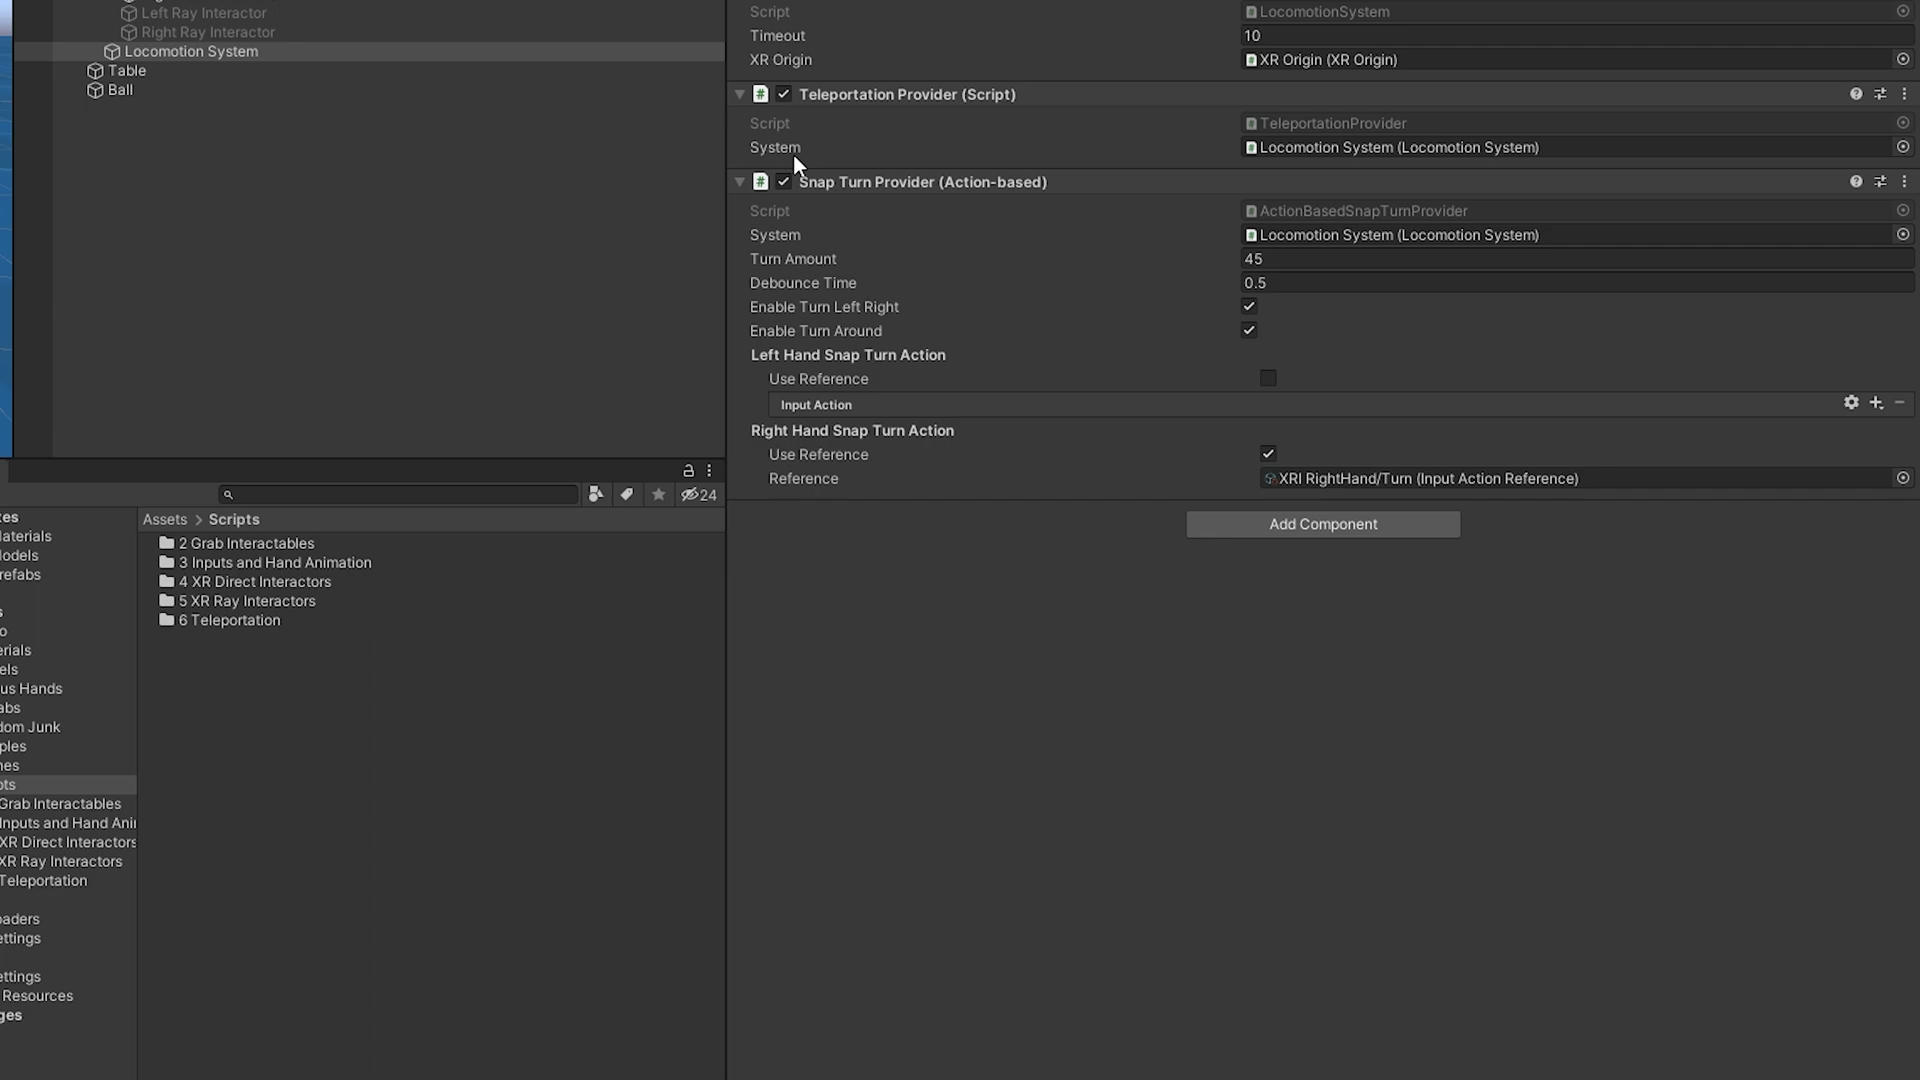 Left Ray Interactor
Right Ray Interactor
Locomotion System
Table
Ball
Script LocomotionSystem
Timeout 10
XR Origin XR Origin (XR Origin)
# Teleportation Provider (Script)
Script TeleportationProvider
System Locomotion System (Locomotion System)
# Snap Turn Provider (Action-based)
Script ActionBasedSnapTurnProvider
System Locomotion System (Locomotion System)
Turn Amount 45
Debounce Time 0.5
Enable Turn Left Right
Enable Turn Around
Left Hand Snap Turn Action
Use Reference
Input Action
Right Hand Snap Turn Action
Use Reference
Reference XRI RightHand/Turn (Input Action Reference)
Add Component
24
Assets > Scripts
2 Grab Interactables
3 Inputs and Hand Animation
4 XR Direct Interactors
5 XR Ray Interactors
6 Teleportation
es
aterials
odels
refabs
s
o
erials
els
us Hands
abs
dom Junk
ples
nes
pts
Grab Interactables
Inputs and Hand Ani
XR Direct Interactors
XR Ray Interactors
Teleportation
aders
ettings
ettings
Resources
ges